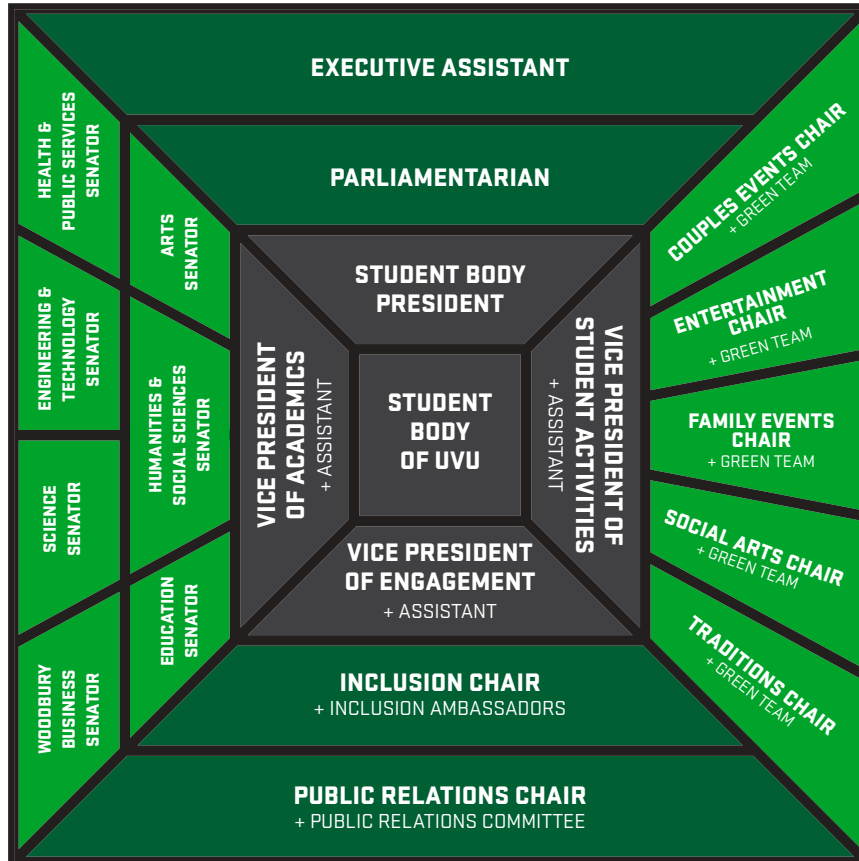 EXECUTIVE ASSISTANT
PARLIAMENTARIAN
HEALTH &
PUBLIC SERVICES
SENATOR
ARTS
SENATOR
ENGINEERING &
TECHNOLOGY
SENATOR
HUMANITIES &
SOCIAL SCIENCES
SENATOR
SCIENCE
SENATOR
EDUCATION
SENATOR
WOODBURY
BUSINESS
SENATOR
STUDENT BODY
PRESIDENT
VICE PRESIDENT
OF ACADEMICS
+ ASSISTANT
STUDENT
BODY
OF UVU
VICE PRESIDENT OF
STUDENT ACTIVITIES
+ ASSISTANT
VICE PRESIDENT
OF ENGAGEMENT
+ ASSISTANT
COUPLES EVENTS CHAIR
+ GREEN TEAM
ENTERTAINMENT
CHAIR
+ GREEN TEAM
FAMILY EVENTS
CHAIR
+ GREEN TEAM
SOCIAL ARTS CHAIR
+ GREEN TEAM
TRADITIONS CHAIR
+ GREEN TEAM
INCLUSION CHAIR
+ INCLUSION AMBASSADORS
PUBLIC RELATIONS CHAIR
+ PUBLIC RELATIONS COMMITTEE